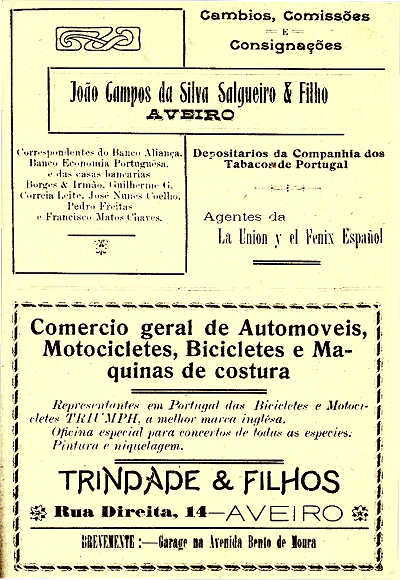 Cambios, Comissões
E
Consignações
João Campos da Silva Salgueiro & Filho
AVEIRO
Correspondentes do Banco Aliança,
Banco Economia Portuguêsa,
e das casas bancarias
Borges & Irmão, Guilherme G.
Correia Leite, José Nunes Coelho,
Pedro Freitas
e Francisco Matos Chaves.
Depositarios da Companhia dos
Tabacos de Portugal
Agentes da
La Union y el Fenix Español
Comercio geral de Automoveis,
Motocicletes, Bicicletes e Ma-
quinas de costura
Representantes em Portugal das Bicicletes e Motoci-
cletes TRIUMPH, a melhor marca inglêsa.
Oficina especial para concertos de todas as especies.
Pintura e niquelagem.
TRINDADE & FILHOS
Rua Direita, 14—AVEIRO
BREVEMENTE:—Garage na Avenida Bento de Moura